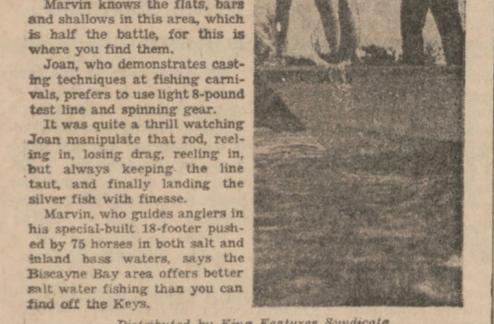 Marvin knows the flats, bars
and shallows in this area, which
is half the battle, for this is
where you find them.
Joan, who demonstrates cast-
ing techniques at fishing carni-
vals, prefers to use light 8-pound
test line and spinning gear.
It was quite a thrill watching
Joan manipulate that rod, reel-
ing in, losing drag, reeling in,
but always keeping the line
taut, and finally landing the
silver fish with finesse.
Marvin, who guides anglers in
his special-built 18-footer push-
ed by 75 horses in both salt and
inland bass waters, says the
Biscayne Bay area offers better
salt water fishing than you can
find off the Keys.
Distributed by King Features Syndicate